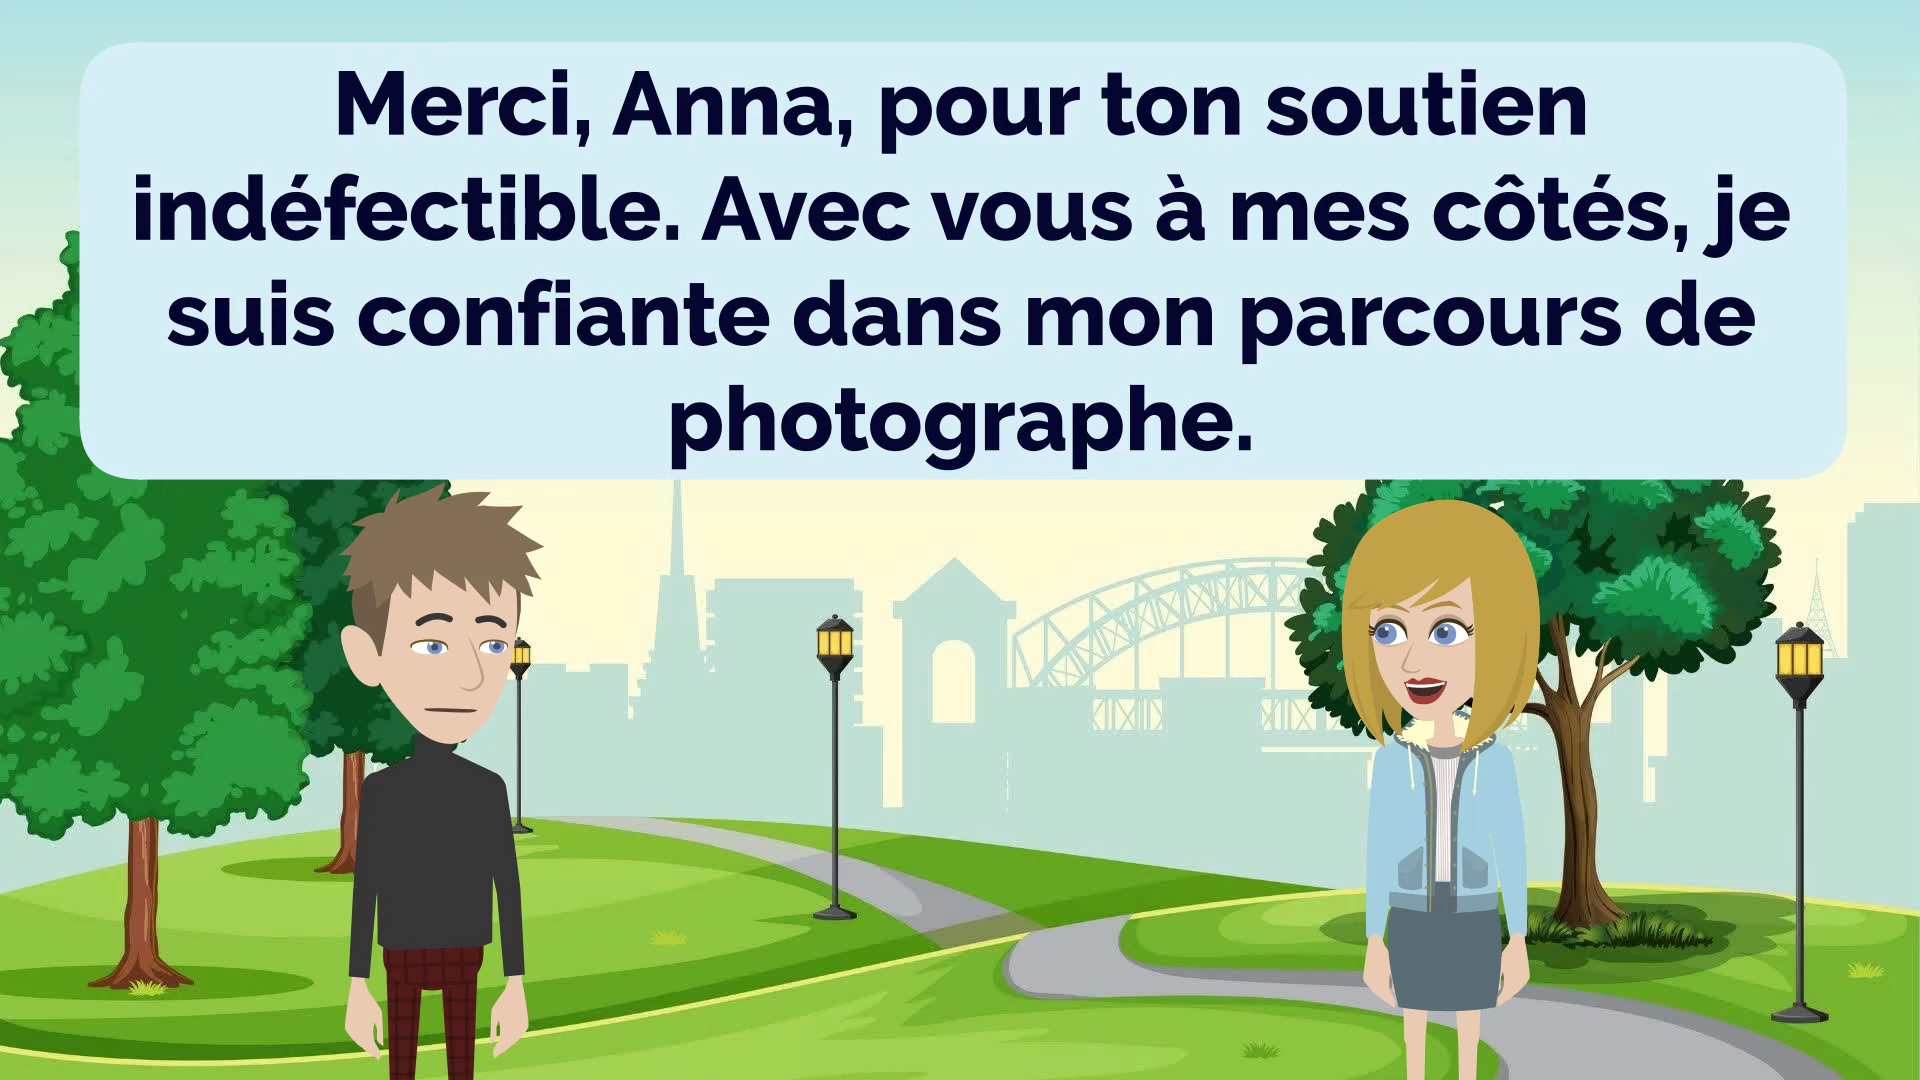 Merci, Anna, pour ton soutien
indéfectible. Avec vous à mes côtés, je
suis confiante dans mon parcours de
photographe.